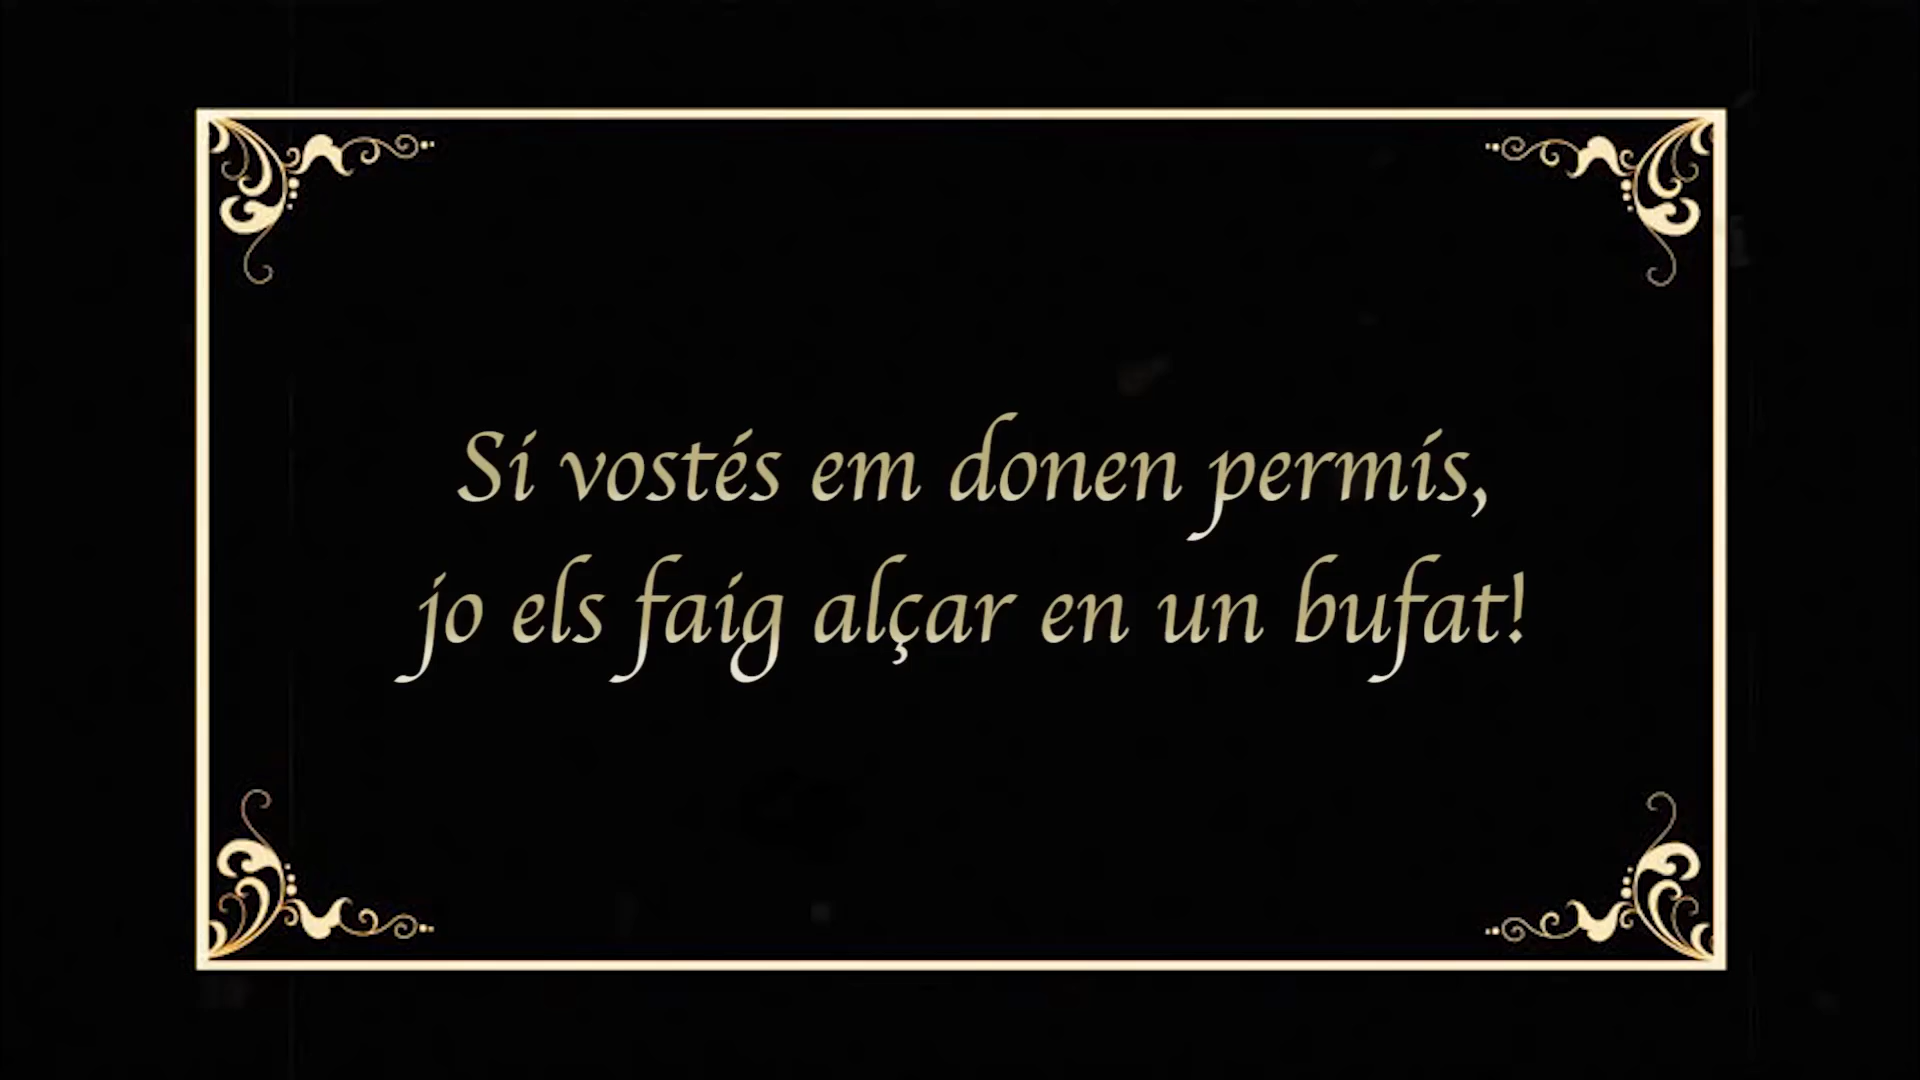 Si vostés em donen permís,
jo els faig alçar en un bufat!